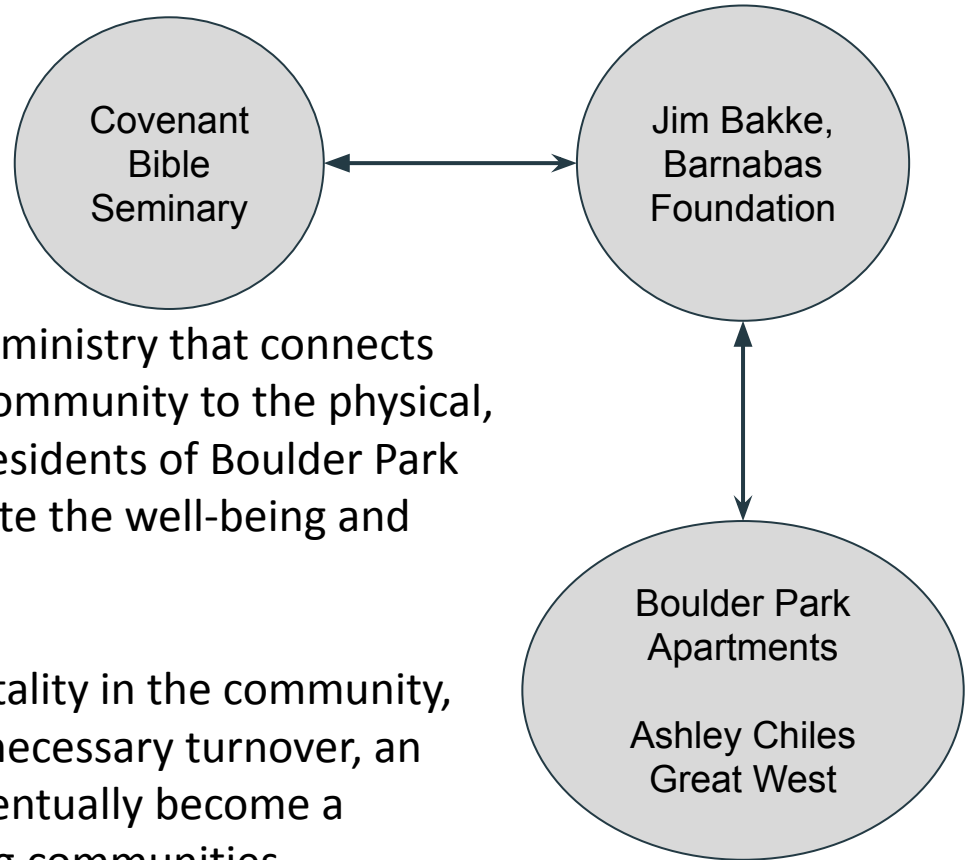 Covenant
Bible
Seminary
Jim Bakke,
Barnabas
Foundation
ministry that connects
ommunity to the physical,
esidents of Boulder Park
te the well-being and
tality in the community,
necessary turnover, an
entually become a
g communities
Boulder Park
Apartments
Ashley Chiles
Great West